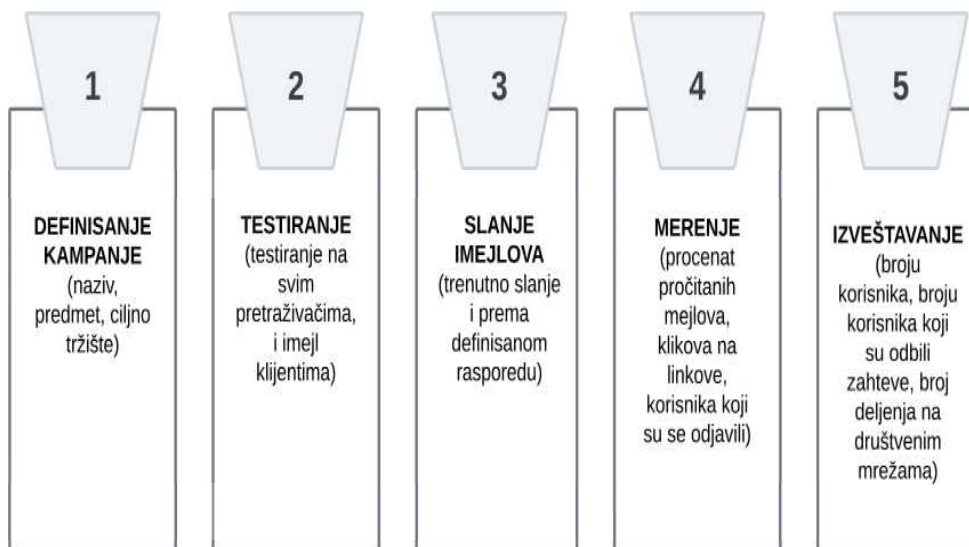 1
DEFINISANJE
KAMPANJE
(naziv,
predmet, ciljno
tržište)
2
TESTIRANJE
(testiranje na
svim
pretraživačima,
i imejl
klijentima)
3
SLANJE
IMEJLOVA
(trenutno slanje
i prema
definisanom
rasporedu)
4
MERENJE
(procenat
pročitanih
mejlova,
klikova na
linkove,
korisnika koji
su se odjavili)
5
IZVEŠTAVANJE
(broju
korisnika, broju
korisnika koji
su odbili
zahteve, broj
deljenja na
društvenim
mrežama)